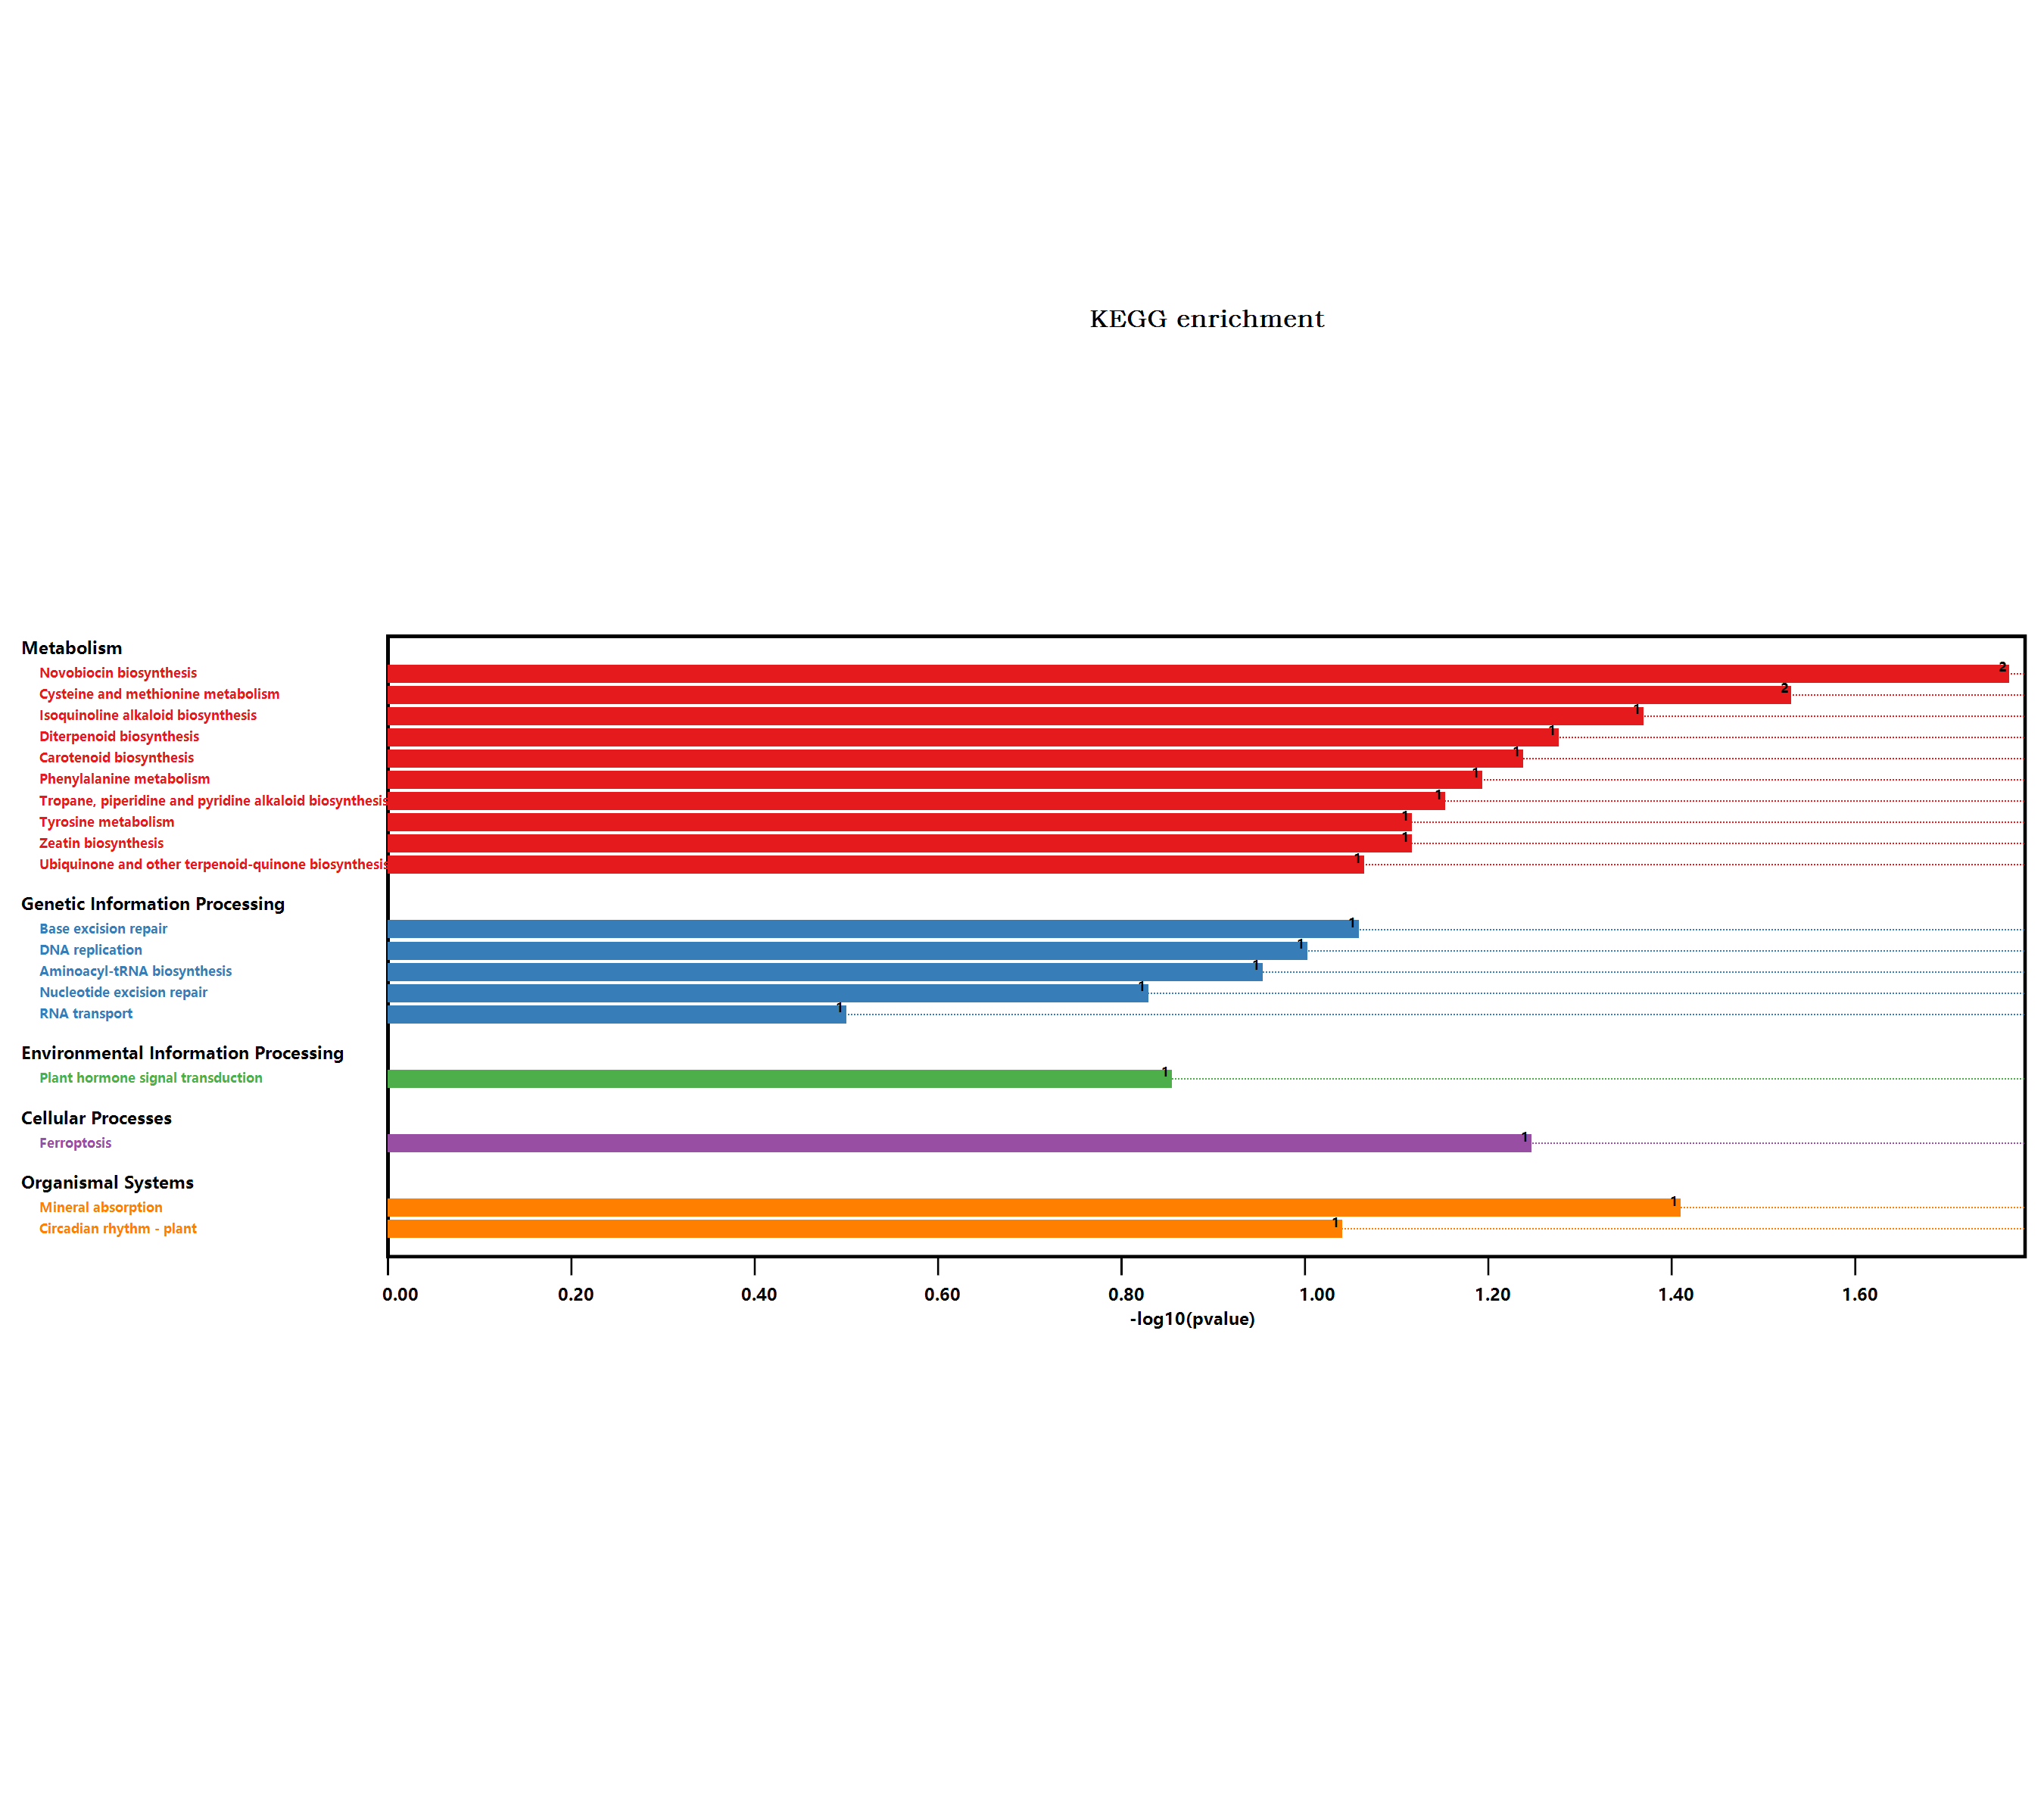 KEGG enrichment
Metabolism
Novobiocin biosynthesis 2
Cysteine and methionine metabolism 2
Isoquinoline alkaloid biosynthesis 1
Diterpenoid biosynthesis 1
Carotenoid biosynthesis 1
Phenylalanine metabolism 1
Tropane, piperidine and pyridine alkaloid biosynthesis 1
Tyrosine metabolism 1
Zeatin biosynthesis 1
Ubiquinone and other terpenoid-quinone biosynthesis 1
Genetic Information Processing
Base excision repair 1
DNA replication 1
Aminoacyl-tRNA biosynthesis 1
Nucleotide excision repair 1
RNA transport 1
Environmental Information Processing
Plant hormone signal transduction 1
Cellular Processes
Ferroptosis 1
Organismal Systems
Mineral absorption 1
Circadian rhythm - plant 1
0.00 0.20 0.40 0.60 0.80 1.00 1.20 1.40 1.60
-log10(pvalue)